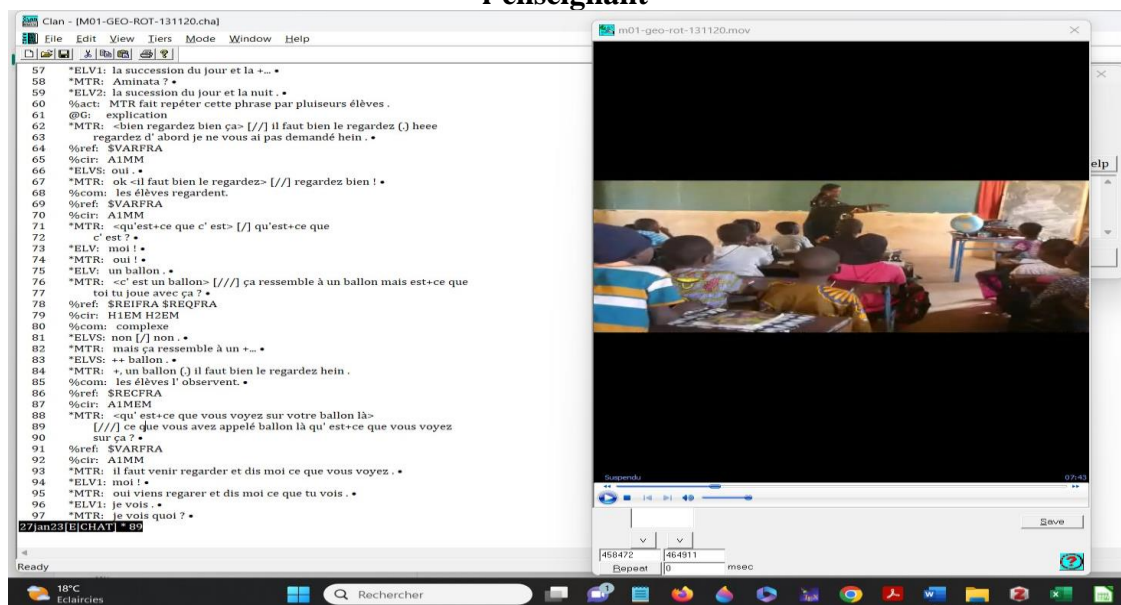 l'enseignant
Clan - [M01-GEO-ROT-131120.cha]
File Edit View Tiers Mode Window Help
57 *ELV1: la succession du jour et la +... •
58 *MTR: Aminata ? •
59 *ELV2: la sucession du jour et la nuit . •
60 %act: MTR fait repéter cette phrase par pluiseurs élèves .
61 @G: explication
62 *MTR: <bien regardez bien ça> [//] il faut bien le regardez (.) heee
63 regardez d' abord je ne vous ai pas demandé hein . •
64 %ref: $VARFRA
65 %cir: A1MM
66 *ELVS: oui . •
67 *MTR: ok <il faut bien le regardez> [//] regardez bien ! •
68 %com: les élèves regardent.
69 %ref: $VARFRA
70 %cir: A1MM
71 *MTR: <qu'est+ce que c' est> [/] qu'est+ce que
72 c' est ? •
73 *ELV: moi ! •
74 *MTR: oui ! •
75 *ELV: un ballon . •
76 *MTR: <c' est un ballon> [///] ça ressemble à un ballon mais est+ce que
77 toi tu joue avec ça ? •
78 %ref: $REIFRA $REQFRA
79 %cir: H1EM H2EM
80 %com: complexe
81 *ELVS: non [/] non . •
82 *MTR: mais ça ressemble à un +... •
83 *ELVS: ++ ballon . •
84 *MTR: +, un ballon (.) il faut bien le regardez hein .
85 %com: les élèves l' observent. •
86 %ref: $RECFRA
87 %cir: A1MEM
88 *MTR: <qu' est+ce que vous voyez sur votre ballon là>
89 [///] ce que vous avez appelé ballon là qu' est+ce que vous voyez
90 sur ça ? •
91 %ref: $VARFRA
92 %cir: A1MM
93 *MTR: il faut venir regarder et dis moi ce que vous voyez . •
94 *ELV1: moi ! •
95 *MTR: oui viens regarer et dis moi ce que tu vois . •
96 *ELV1: je vois . •
97 *MTR: je vois quoi ? •
27jan23[E|CHAT] * 89
Ready
m01-geo-rot-131120.mov
elp
Suspendu 07:43
Save
458472 464911
Repeat 0 msec
18°C
Eclaircies
Rechercher